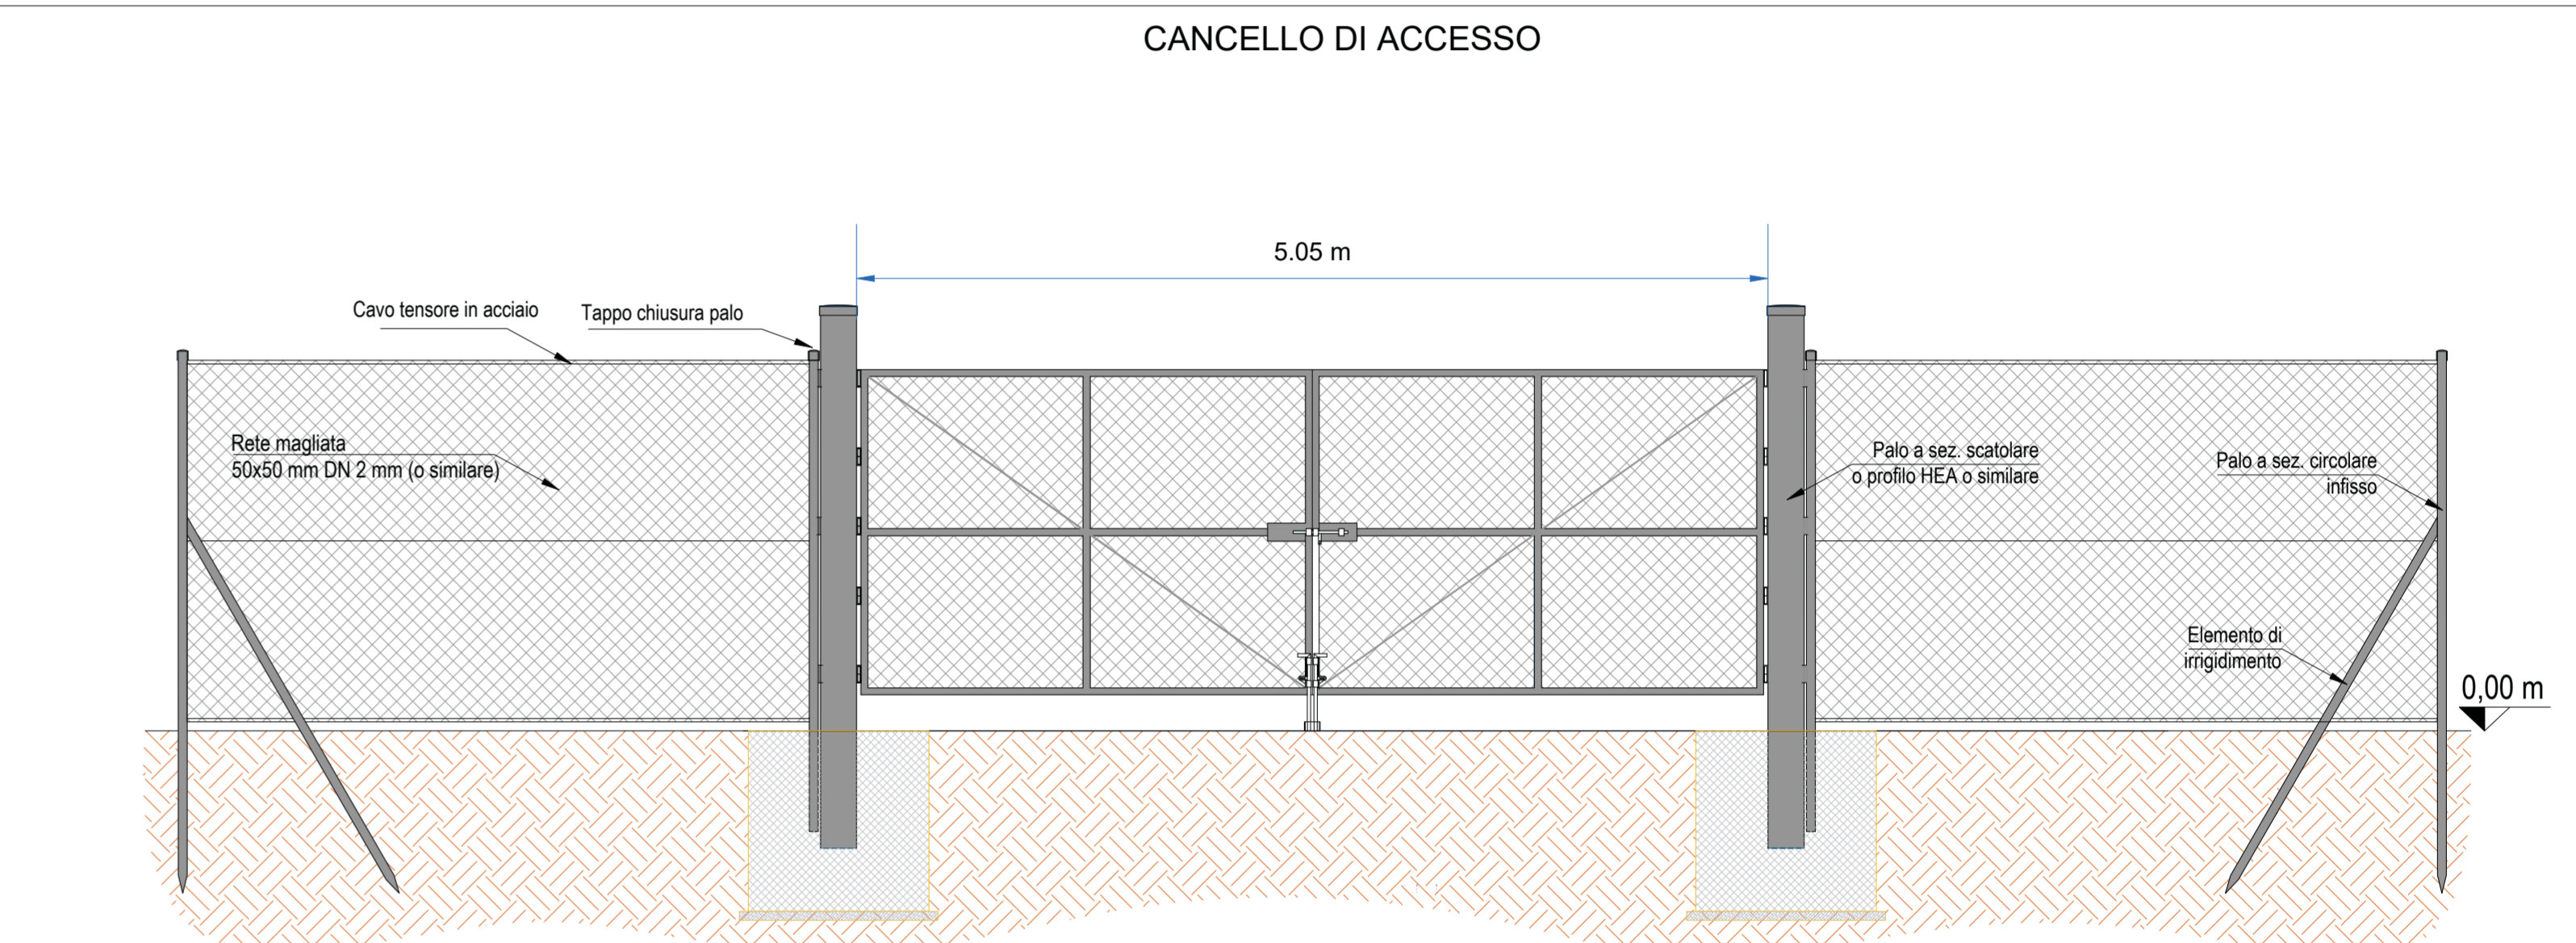 CANCELLO DI ACCESSO
5.05 m
Cavo tensore in acciaio
Tappo chiusura palo
Rete magliata
50x50 mm DN 2 mm (o similare)
Palo a sez. scatolare
o profilo HEA o similare
Palo a sez. circolare
infisso
Elemento di
irrigidimento
0,00 m